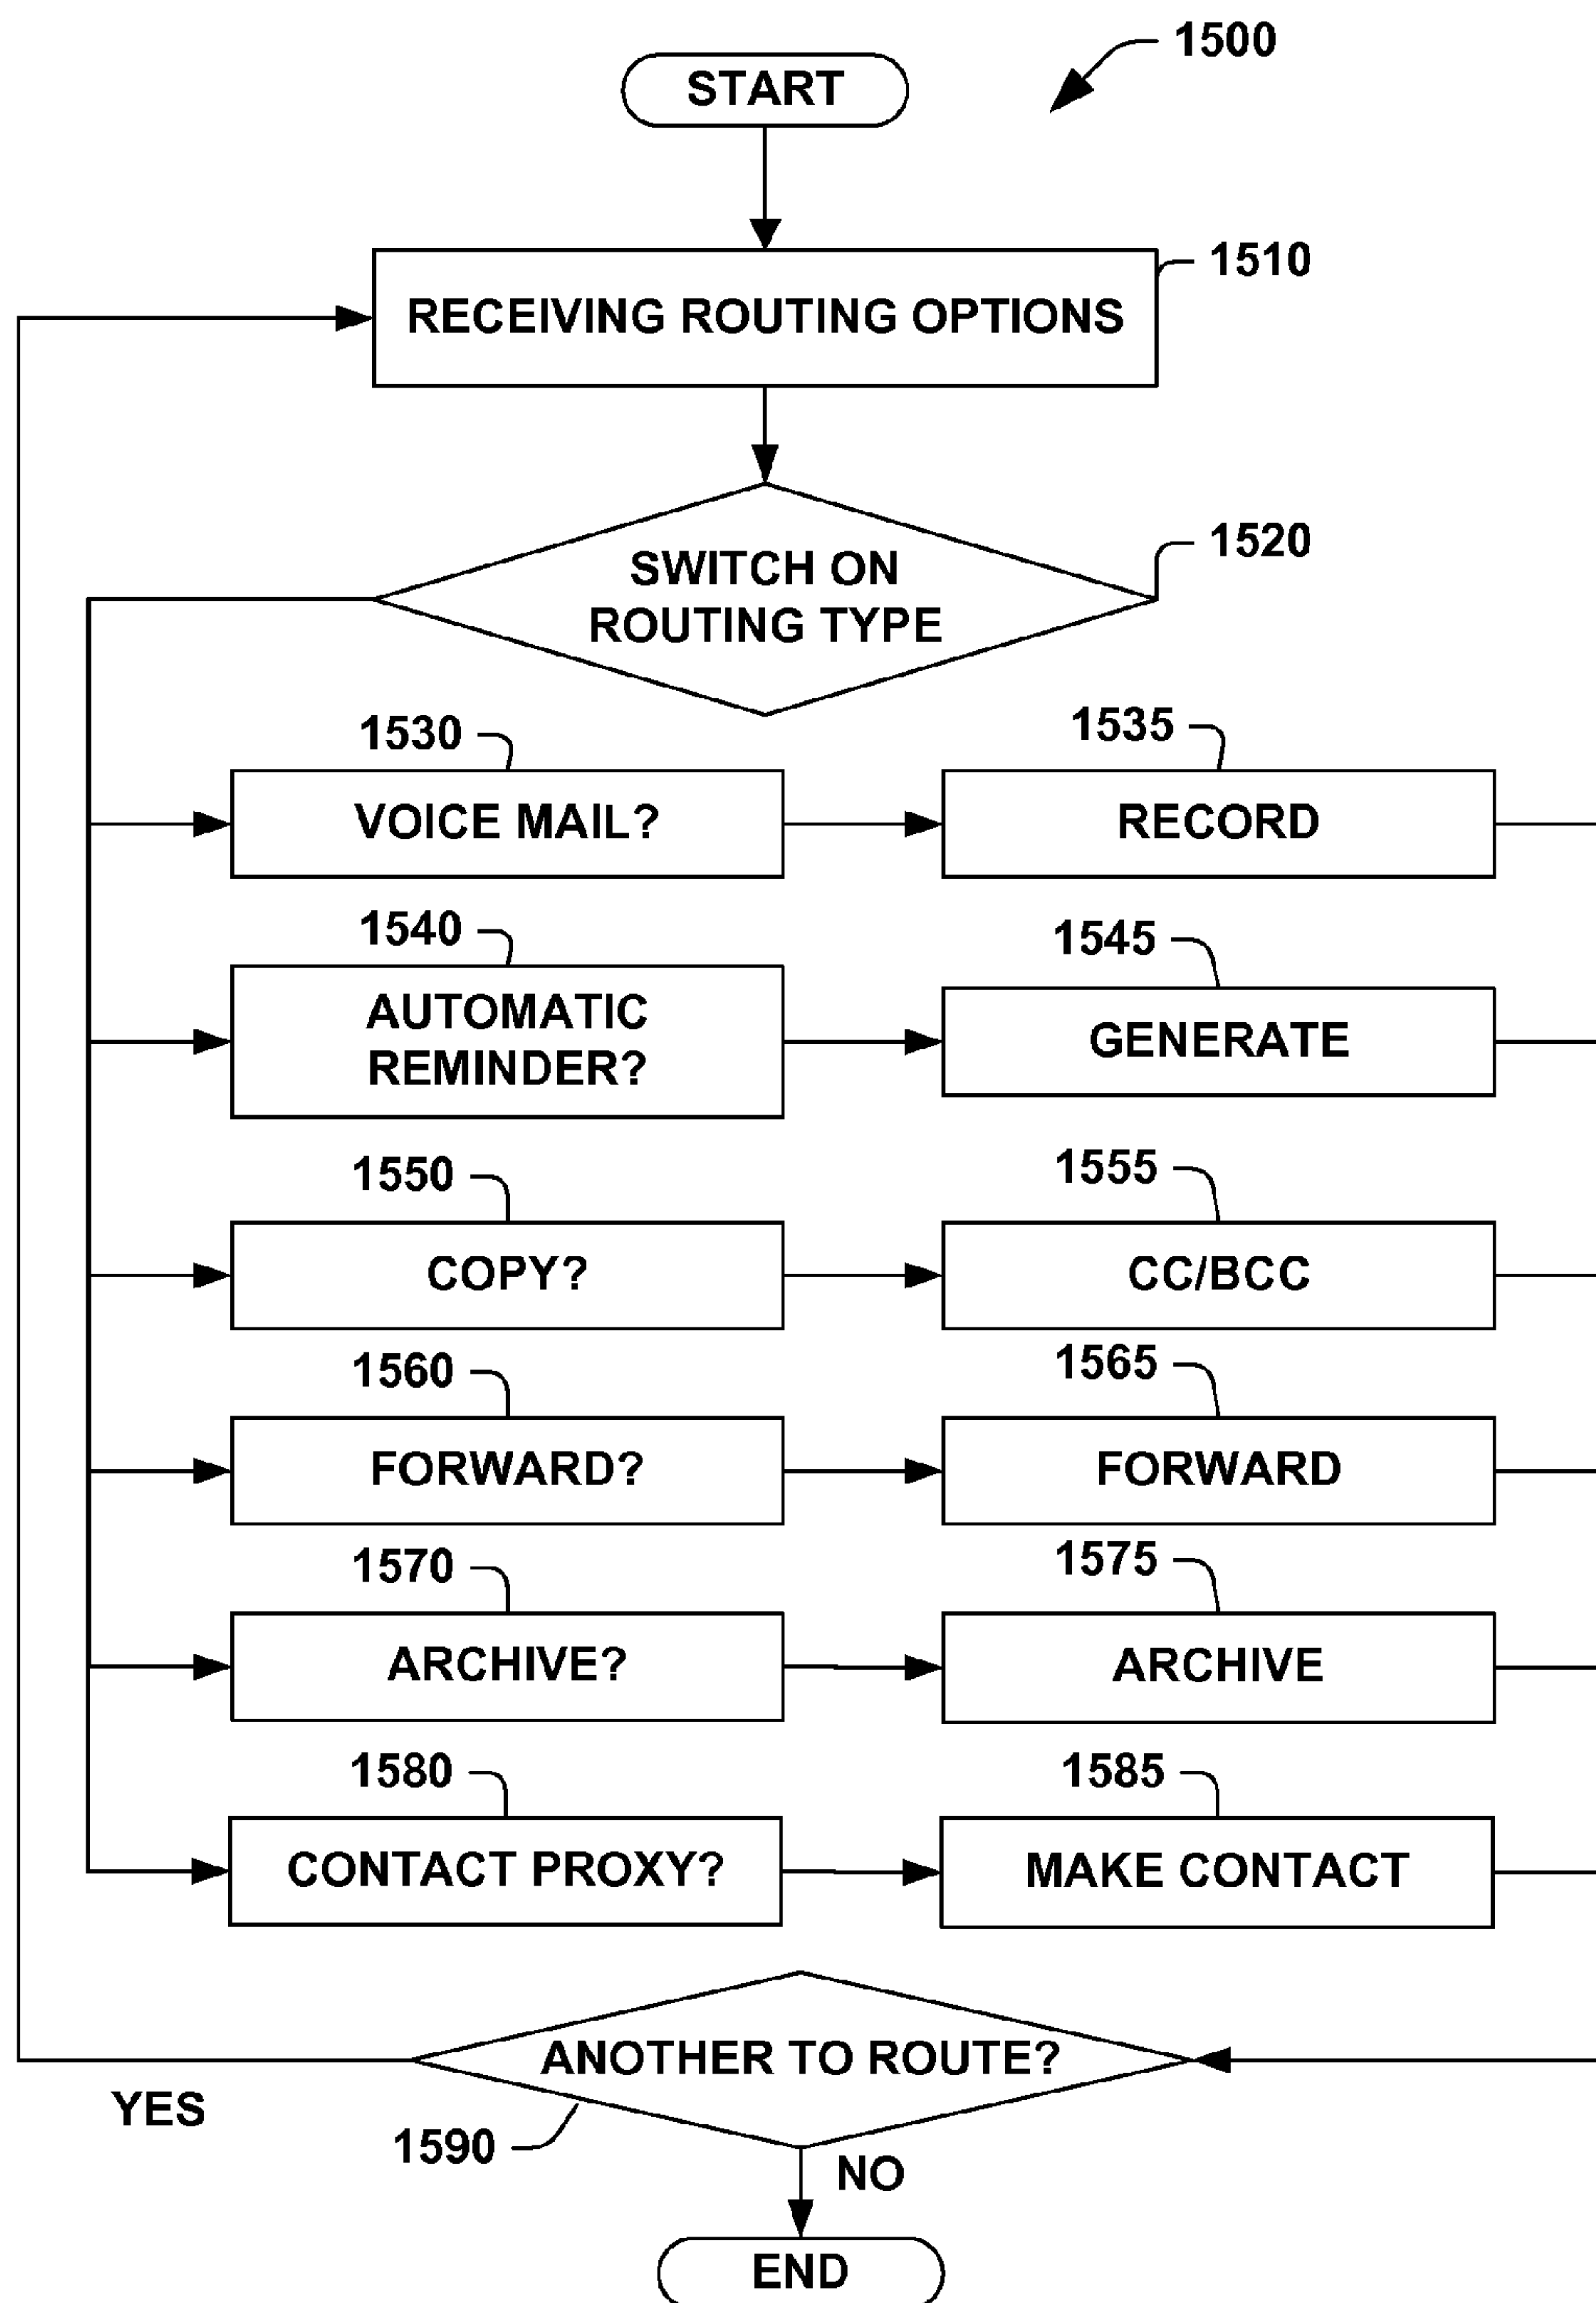 1500
START
1510
RECEIVING ROUTING OPTIONS
1520
SWITCH ON
ROUTING TYPE
1530
1535
VOICE MAIL?
RECORD
1540
1545
AUTOMATIC
REMINDER?
GENERATE
1550
1555
COPY?
CC/BCC
1560
1565
FORWARD?
FORWARD
1570
1575
ARCHIVE?
ARCHIVE
1580
1585
CONTACT PROXY?
MAKE CONTACT
ANOTHER TO ROUTE?
YES
1590
NO
END